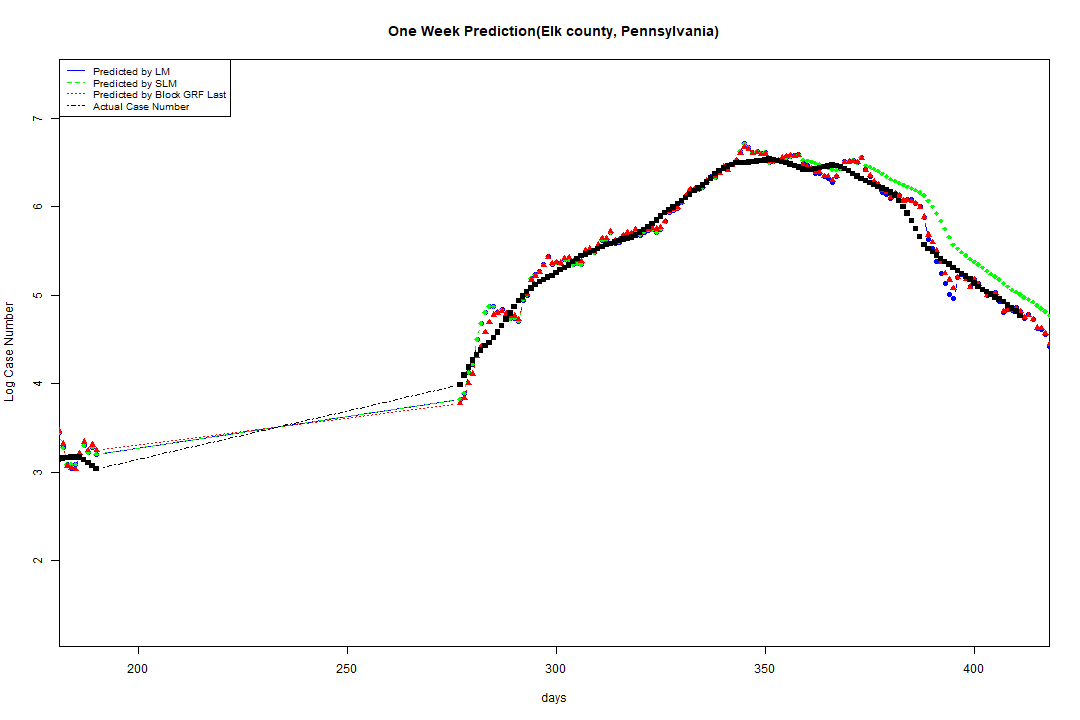 One Week Prediction(Elk county, Pennsylvania)
Predicted by LM
Predicted by SLM
Predicted by Block GRF Last
Actual Case Number
7
6
5
4
3
2
Log Case Number
200 250 300 350 400
days